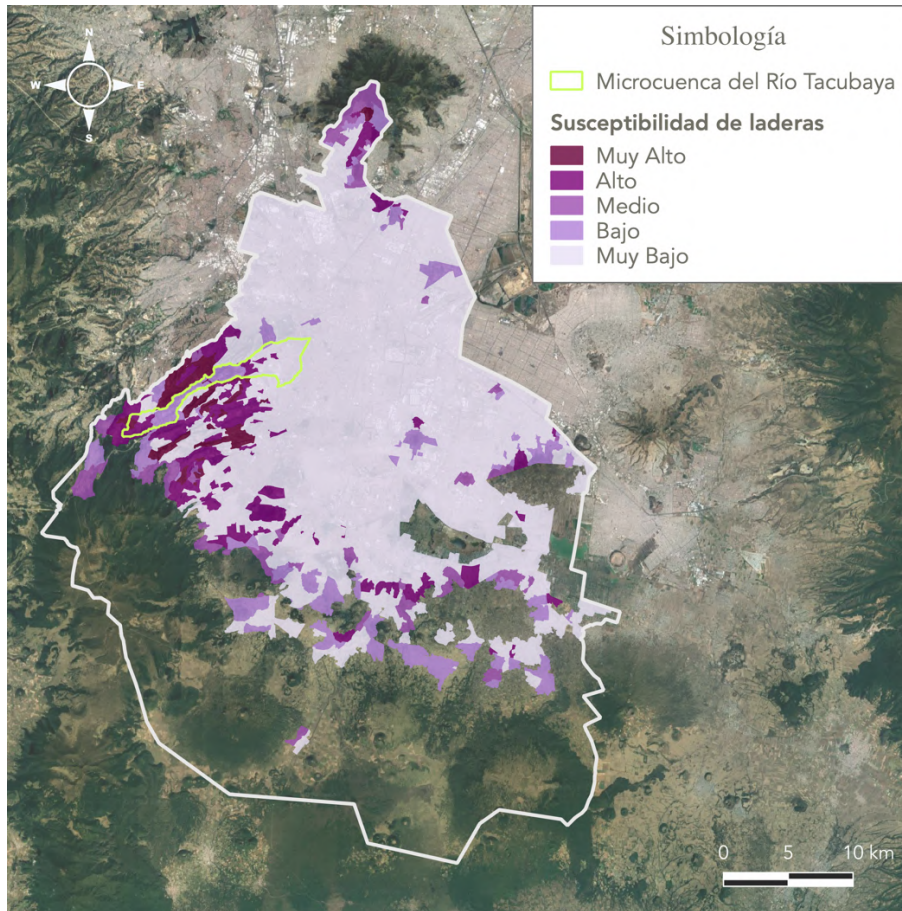 N
W E
S
Simbología
Microcuenca del Río Tacubaya
Susceptibilidad de laderas
Muy Alto
Alto
Medio
Bajo
Muy Bajo
0 5 10 km